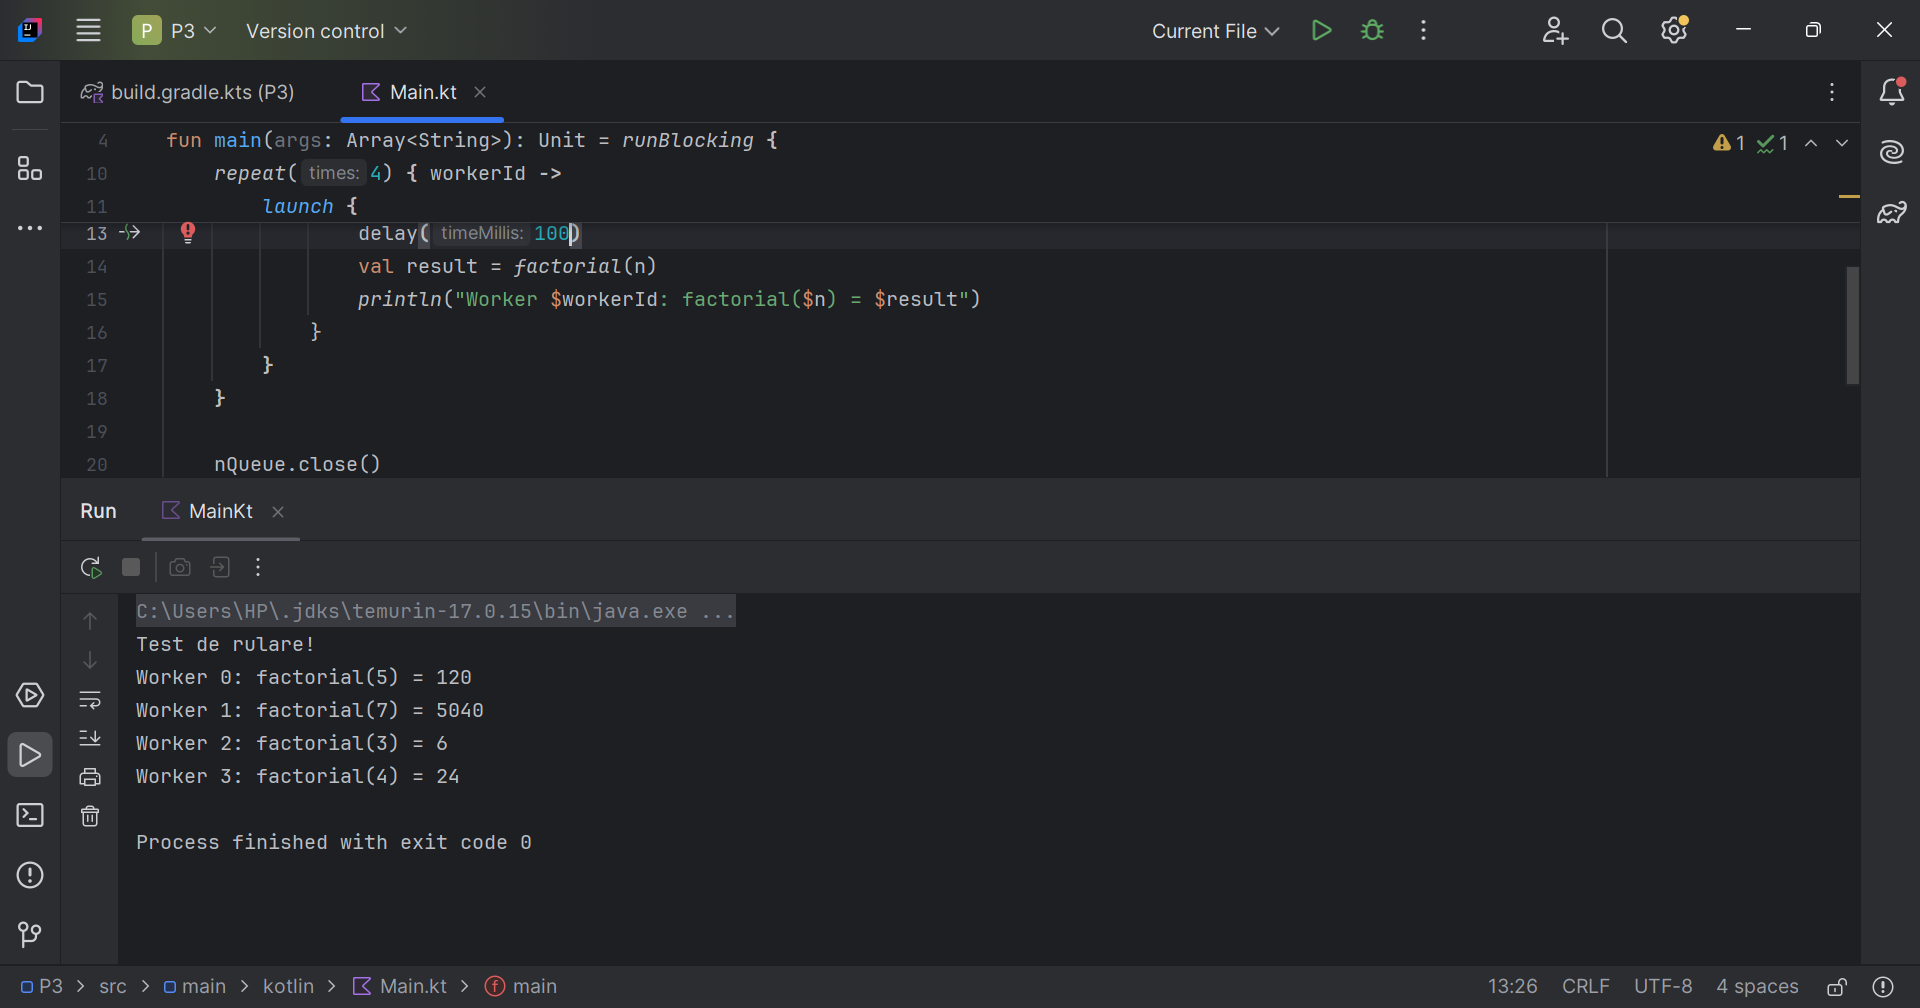 P P3 Version control Current File
build.gradle.kts (P3) Main.kt
4 fun main(args: Array<String>): Unit = runBlocking { 1 1
10 repeat( times: 4) { workerId ->
11 launch {
13 delay( timeMillis: 100)
14 val result = factorial(n)
15 println("Worker $workerId: factorial($n) = $result")
16 }
17 }
18 }
19
20 nQueue.close()
Run MainKt
C:\Users\HP\.jdks\temurin-17.0.15\bin\java.exe ...
Test de rulare!
Worker 0: factorial(5) = 120
Worker 1: factorial(7) = 5040
Worker 2: factorial(3) = 6
Worker 3: factorial(4) = 24
Process finished with exit code 0
P3 > src > main > kotlin > Main.kt > main 13:26 CRLF UTF-8 4 spaces